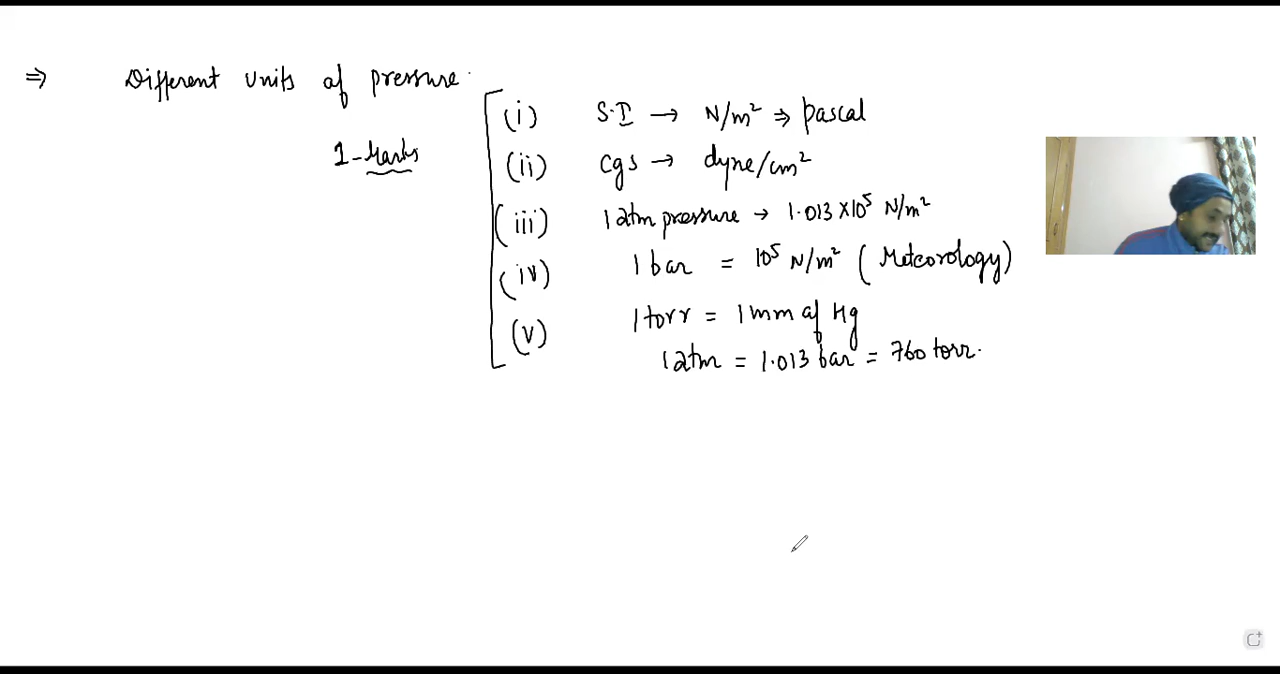 ⇒ Different units of pressure.
1-Marks
(i) S.I → N/m² ⇒ pascal
(ii) cgs → dyne/cm²
(iii) 1 atm pressure → 1.013 X 10⁵ N/m²
(iv) 1 bar = 10⁵ N/m² (Meteorology)
(v) 1 torr = 1 mm of Hg
1 atm = 1.013 bar = 760 torr.